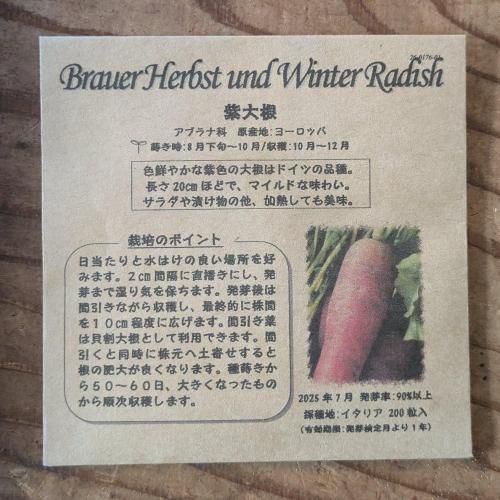 Brauer Herbst und Winter Radish
紫大根
アブラナ科 原産地:ヨーロッパ
蒔き時:8月下旬~10月/収穫:10月~12月
色鮮やかな紫色の大根はドイツの品種。
長さ20cmほどで、マイルドな味わい。
サラダや漬け物の他、加熱しても美味。
栽培のポイント
日当たりと水はけの良い場所を好
みます。2cm間隔に直播きにし、発
芽まで湿り気を保ちます。発芽後は
間引きながら収穫し、最終的に株間
を10cm程度に広げます。間引き菜
は貝割大根として利用できます。間
引くと同時に株元へ土寄せすると
根の肥大が良くなります。種蒔きか
ら50~60日、大きくなったもの
から順次収穫します。
2025年7月 発芽率:90%以上
採種地:イタリア 200粒入
(有効期限:発芽検定月より1年)